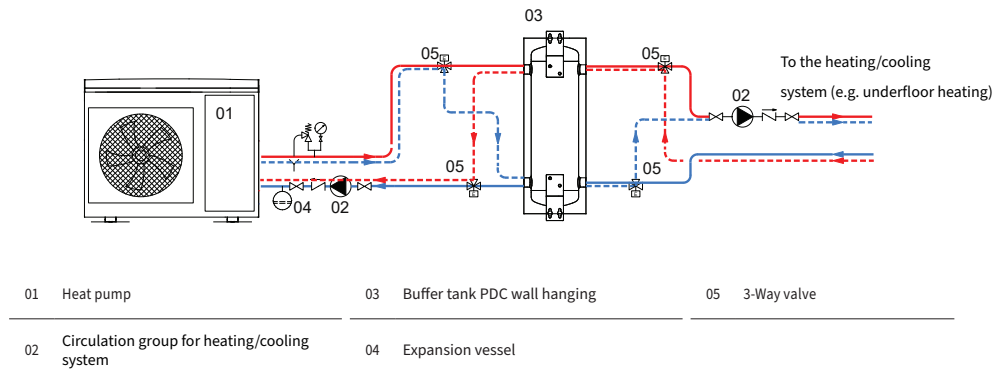 03
05
05
To the heating/cooling
system (e.g. underfloor heating)
02
01
05
05
04
02
01 Heat pump
03 Buffer tank PDC wall hanging
05 3-Way valve
02 Circulation group for heating/cooling
system
04 Expansion vessel